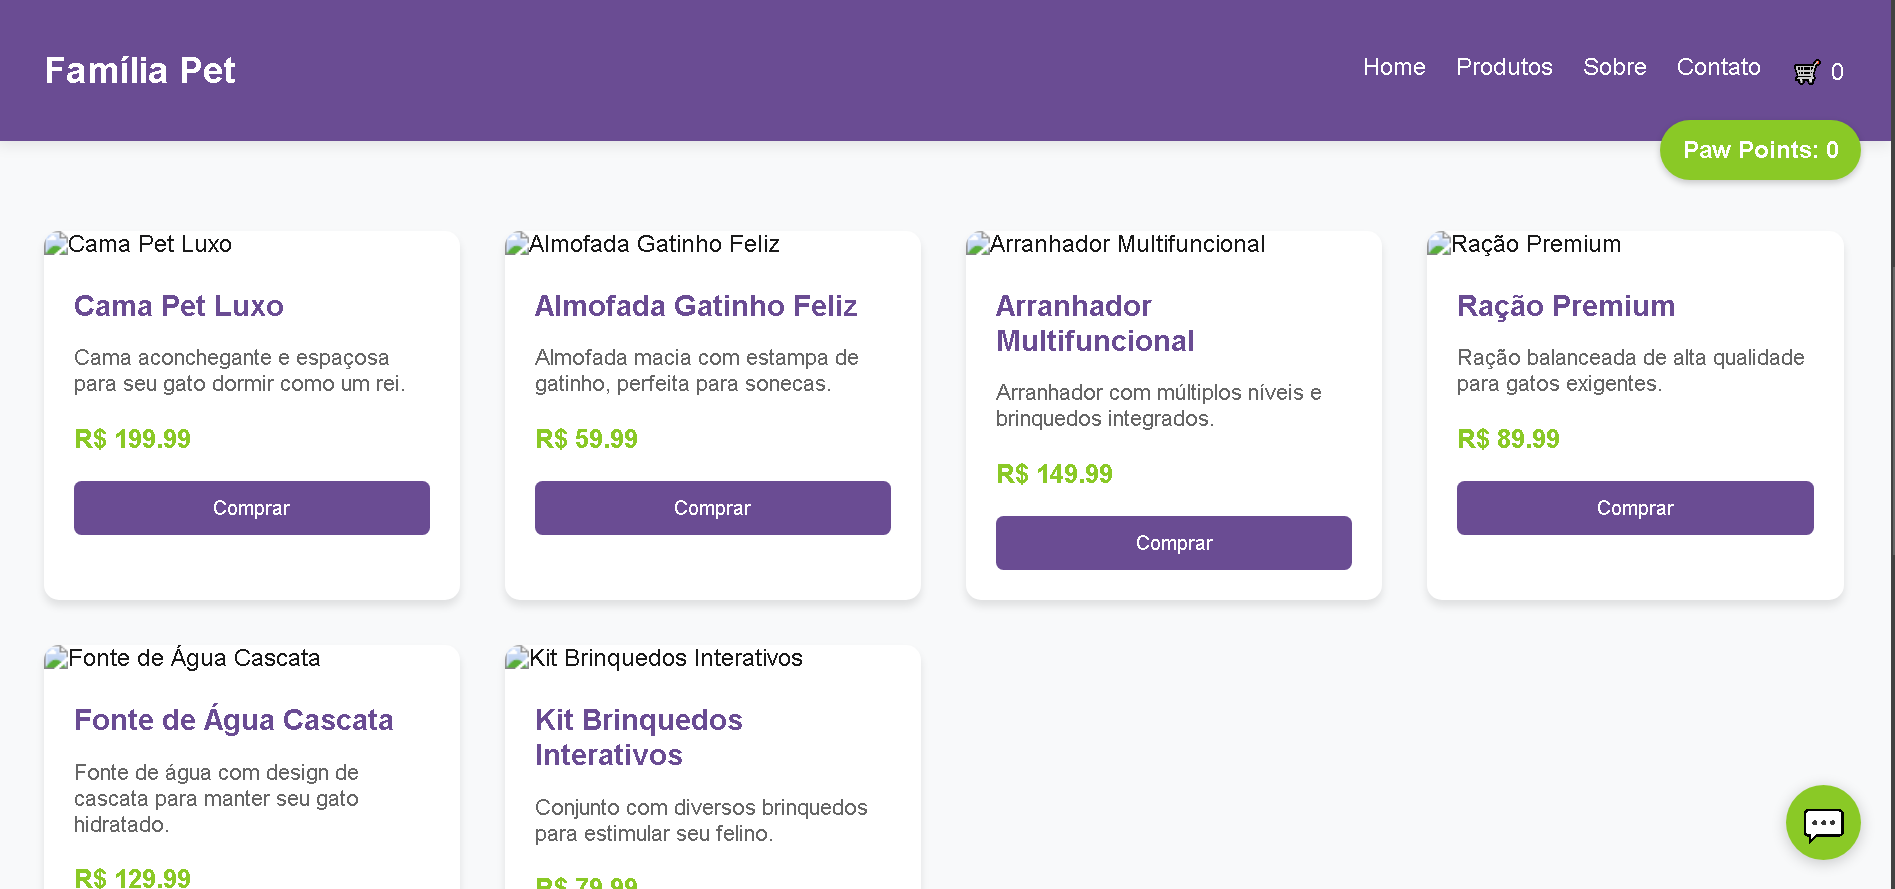 Família Pet
Home Produtos Sobre Contato 🛒 0
Paw Points: 0
Cama Pet Luxo
Cama Pet Luxo
Cama aconchegante e espaçosa
para seu gato dormir como um rei.
R$ 199.99
Comprar
Almofada Gatinho Feliz
Almofada Gatinho Feliz
Almofada macia com estampa de
gatinho, perfeita para sonecas.
R$ 59.99
Comprar
Arranhador Multifuncional
Arranhador
Multifuncional
Arranhador com múltiplos níveis e
brinquedos integrados.
R$ 149.99
Comprar
Ração Premium
Ração Premium
Ração balanceada de alta qualidade
para gatos exigentes.
R$ 89.99
Comprar
Fonte de Água Cascata
Fonte de Água Cascata
Fonte de água com design de
cascata para manter seu gato
hidratado.
R$ 129.99
Kit Brinquedos Interativos
Kit Brinquedos
Interativos
Conjunto com diversos brinquedos
para estimular seu felino.
R$ 79.99